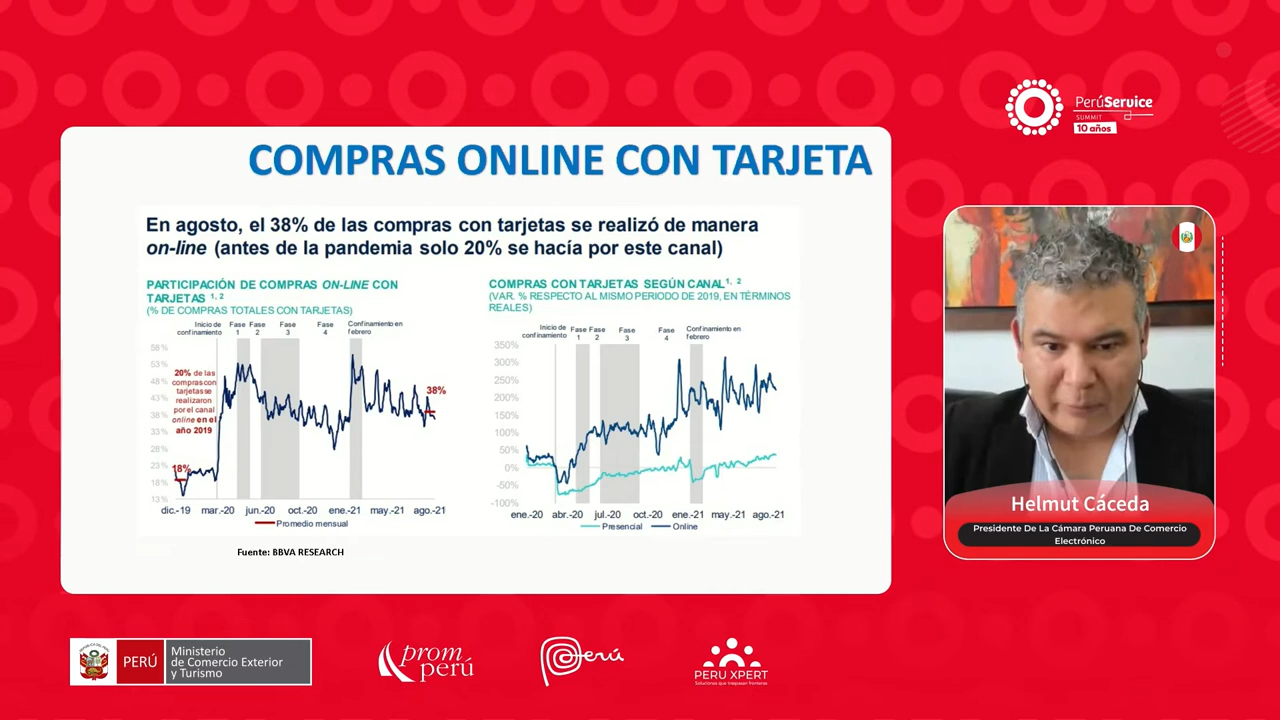 COMPRAS ONLINE CON TARJETA
En agosto, el 38% de las compras con tarjetas se realizó de manera
on-line (antes de la pandemia solo 20% se hacía por este canal)
PARTICIPACIÓN DE COMPRAS ON-LINE CON
TARJETAS 1, 2
(% DE COMPRAS TOTALES CON TARJETAS)
Inicio de
confinamiento
Fase
1
Fase
2
Fase
3
Fase
4
Confinamiento en
febrero
58%
53%
48%
43%
38%
33%
28%
23%
18%
13%
20% de las
compras con
tarjetas se
realizaron
por el canal
online en el
año 2019
18%
38%
dic.-19
mar.-20
jun.-20
oct.-20
ene.-21
may.-21
ago.-21
Promedio mensual
COMPRAS CON TARJETAS SEGÚN CANAL1, 2
(VAR. % RESPECTO AL MISMO PERIODO DE 2019, EN TÉRMINOS
REALES)
Inicio de
confinamiento
Fase
1
Fase
2
Fase
3
Fase
4
Confinamiento en
febrero
350%
300%
250%
200%
150%
100%
50%
0%
-50%
-100%
ene.-20
abr.-20
jul.-20
oct.-20
ene.-21
may.-21
ago.-21
Presencial
Online
Fuente: BBVA RESEARCH
PerúService
SUMMIT
10 años
Helmut Cáceda
Presidente De La Cámara Peruana De Comercio
Electrónico
PERÚ
Ministerio
de Comercio Exterior
y Turismo
prom
perú
Perú
PERU XPERT
Soluciones que traspasan fronteras